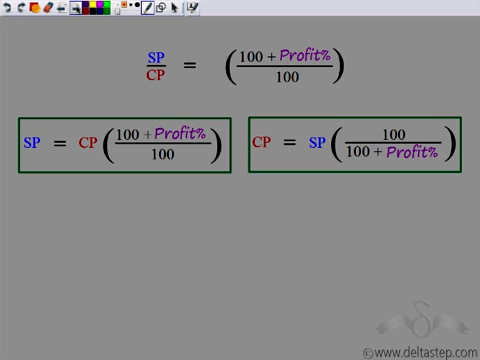 SP/CP = ((100 + Profit%)/100)
SP = CP ((100 + Profit%)/100)
CP = SP (100/(100 + Profit%))
©www.deltastep.com